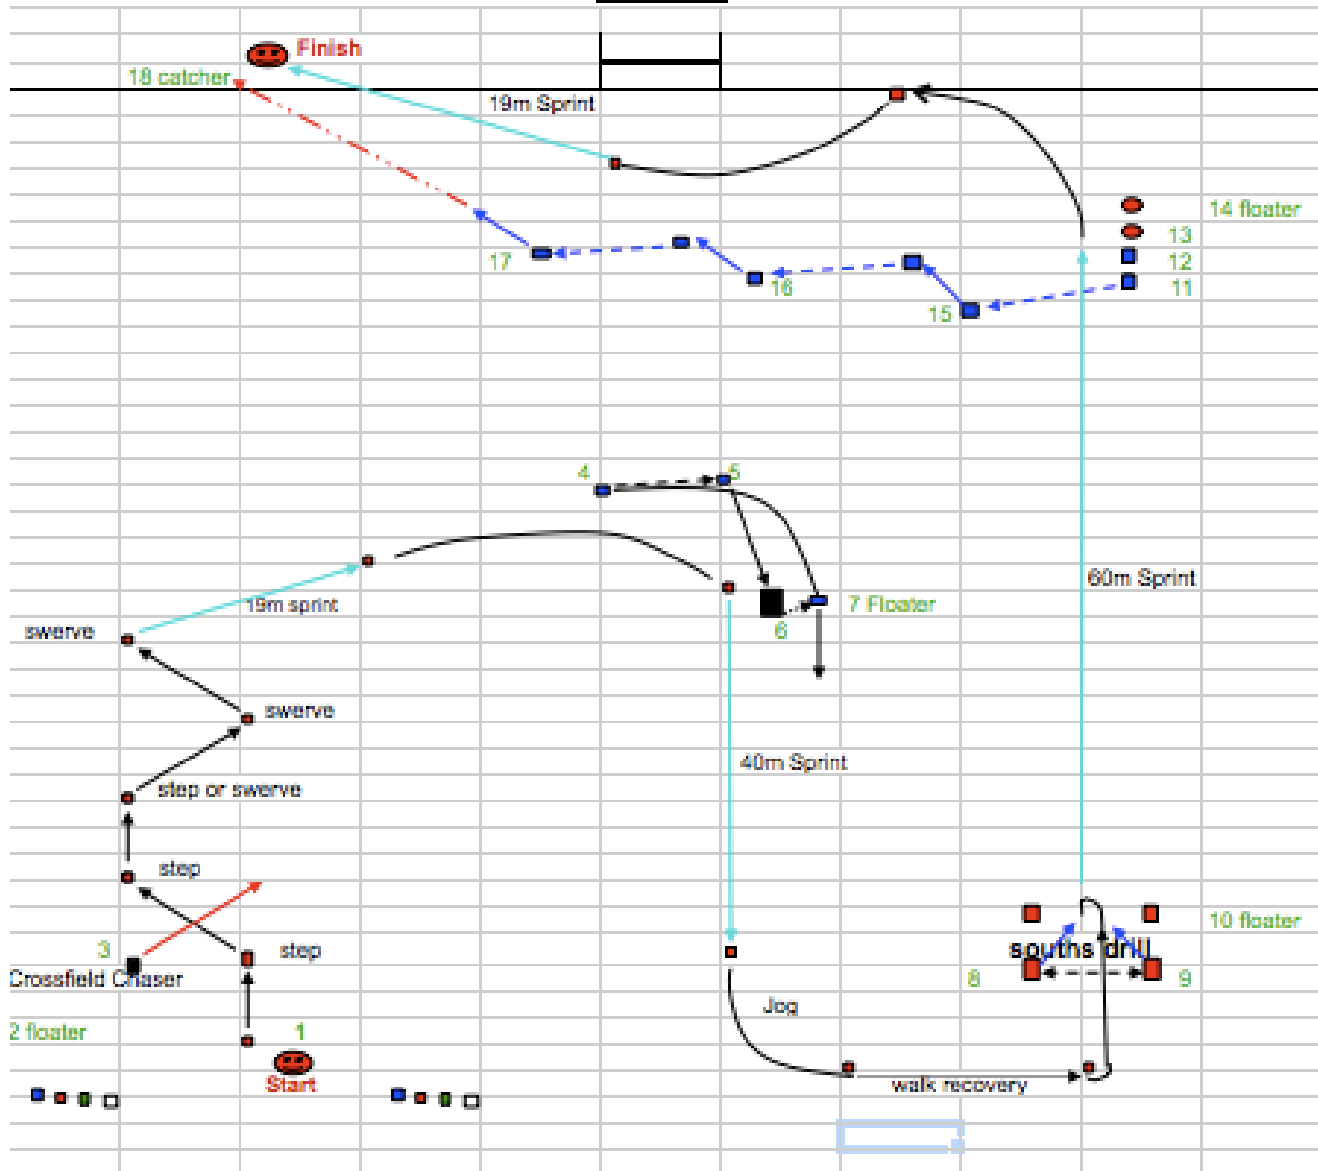 Finish
18 catcher
19m Sprint
14 floater
13
12
11
17
16
15
4
5
60m Sprint
19m sprint
7 Floater
6
swerve
swerve
40m Sprint
step or swerve
step
10 floater
3
step
souths drill
Crossfield Chaser
8
9
Jog
2 floater
1
Start
walk recovery